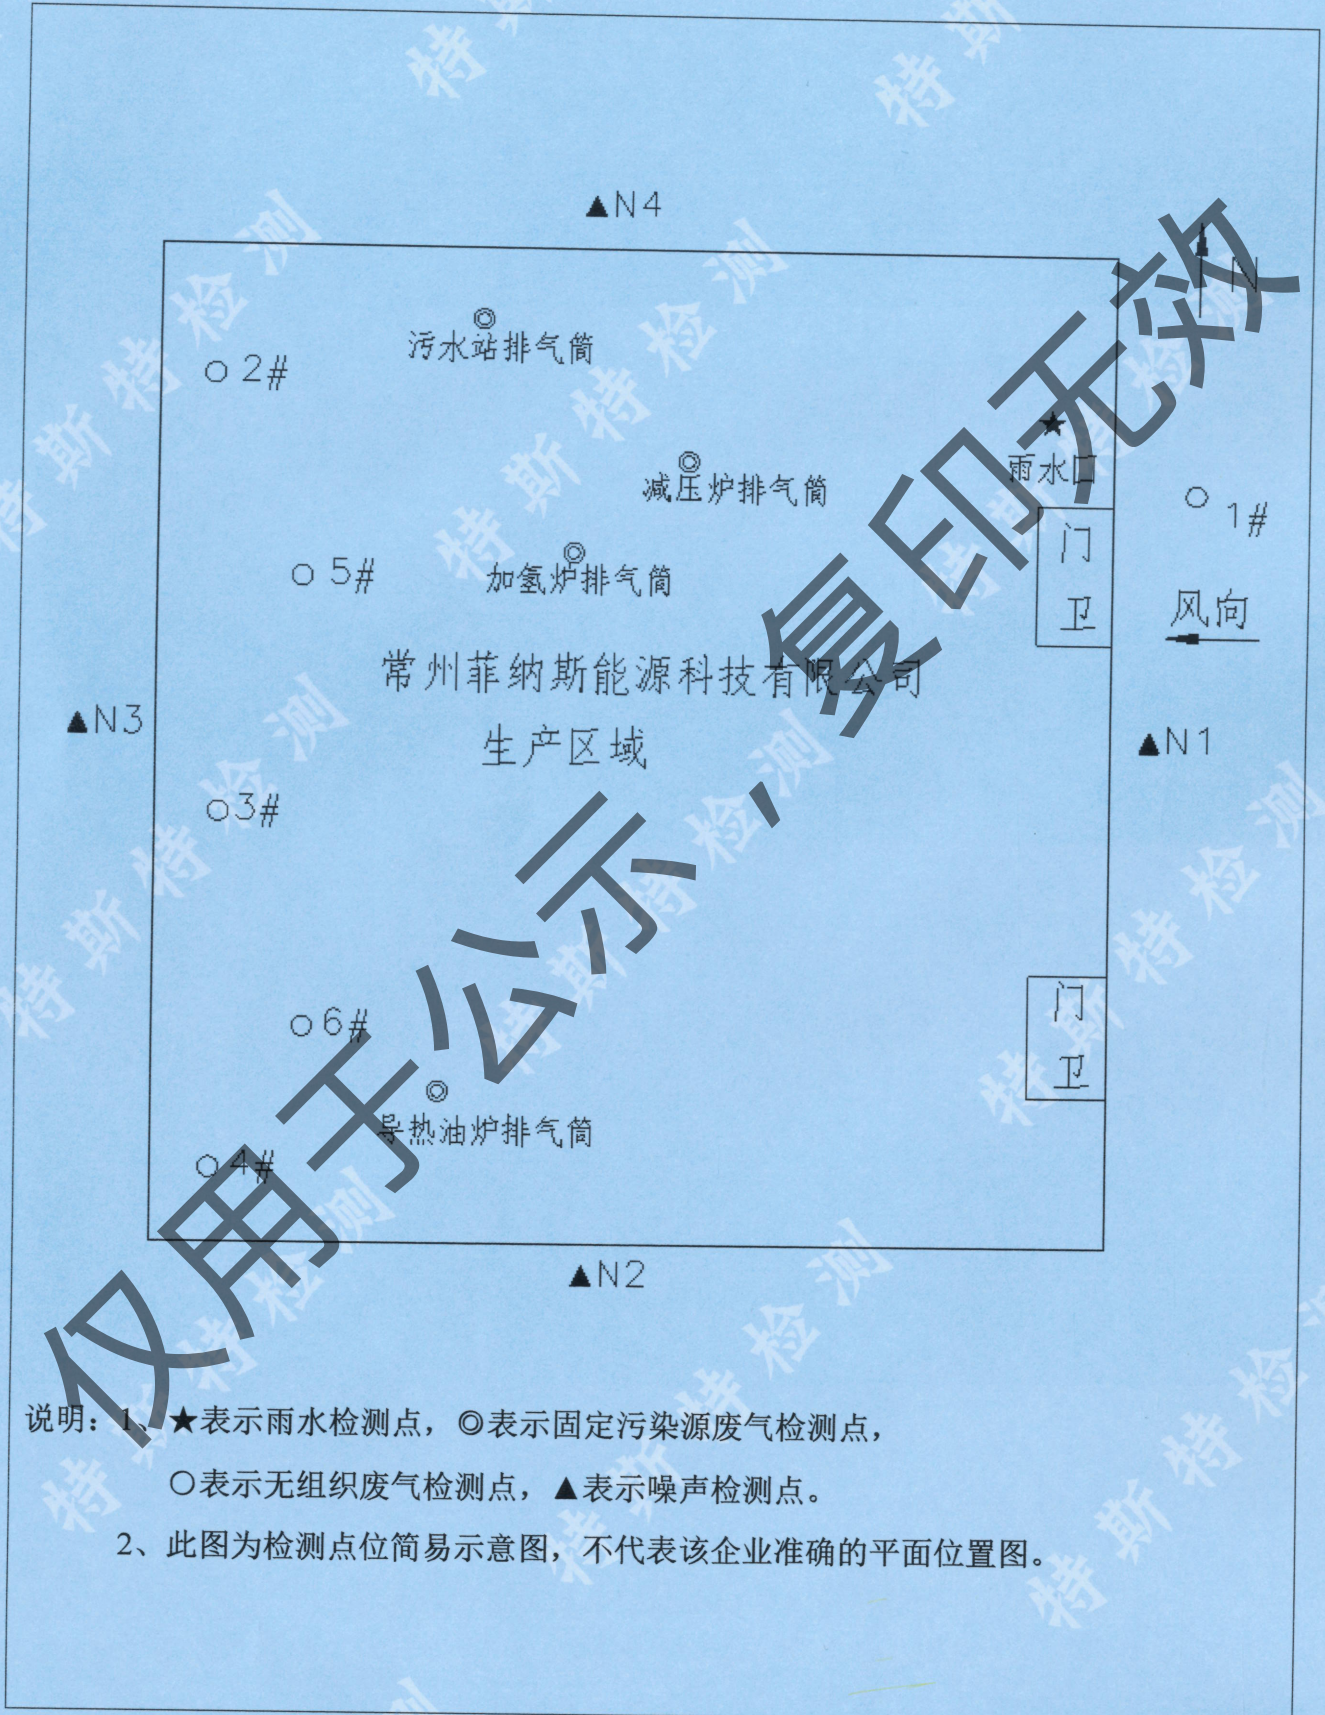 ▲N4
N
污水站排气筒
○ 2#
★
雨水口
减压炉排气筒
○ 1#
门
卫
○ 5#
加氢炉排气筒
风向
常州菲纳斯能源科技有限公司
生产区域
▲N3
▲N1
○3#
门
卫
○6#
导热油炉排气筒
○4#
▲N2
说明：1、★表示雨水检测点，◎表示固定污染源废气检测点，
○表示无组织废气检测点，▲表示噪声检测点。
2、此图为检测点位简易示意图，不代表该企业准确的平面位置图。
仅用于公示、复印无效
特斯特检测